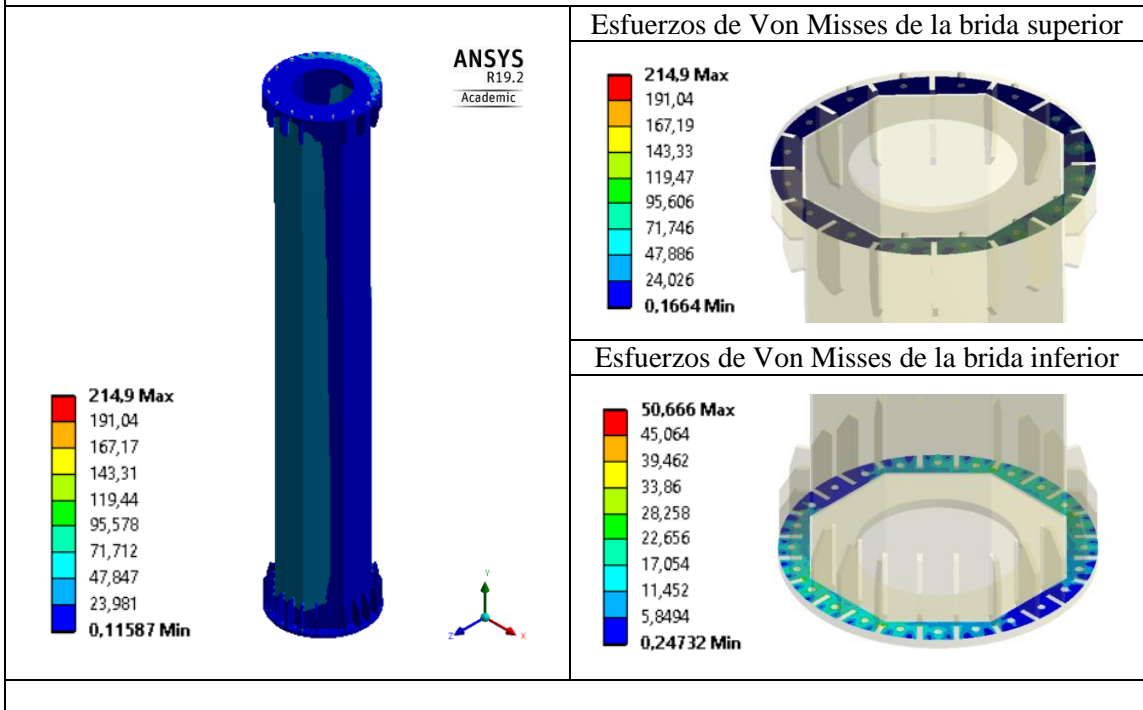 ANSYS
R19.2
Academic
214,9 Max
191,04
167,17
143,31
119,44
95,578
71,712
47,847
23,981
0,11587 Min
Y
Z
X
Esfuerzos de Von Misses de la brida superior
214,9 Max
191,04
167,19
143,33
119,47
95,606
71,746
47,886
24,026
0,1664 Min
Esfuerzos de Von Misses de la brida inferior
50,666 Max
45,064
39,462
33,86
28,258
22,656
17,054
11,452
5,8494
0,24732 Min